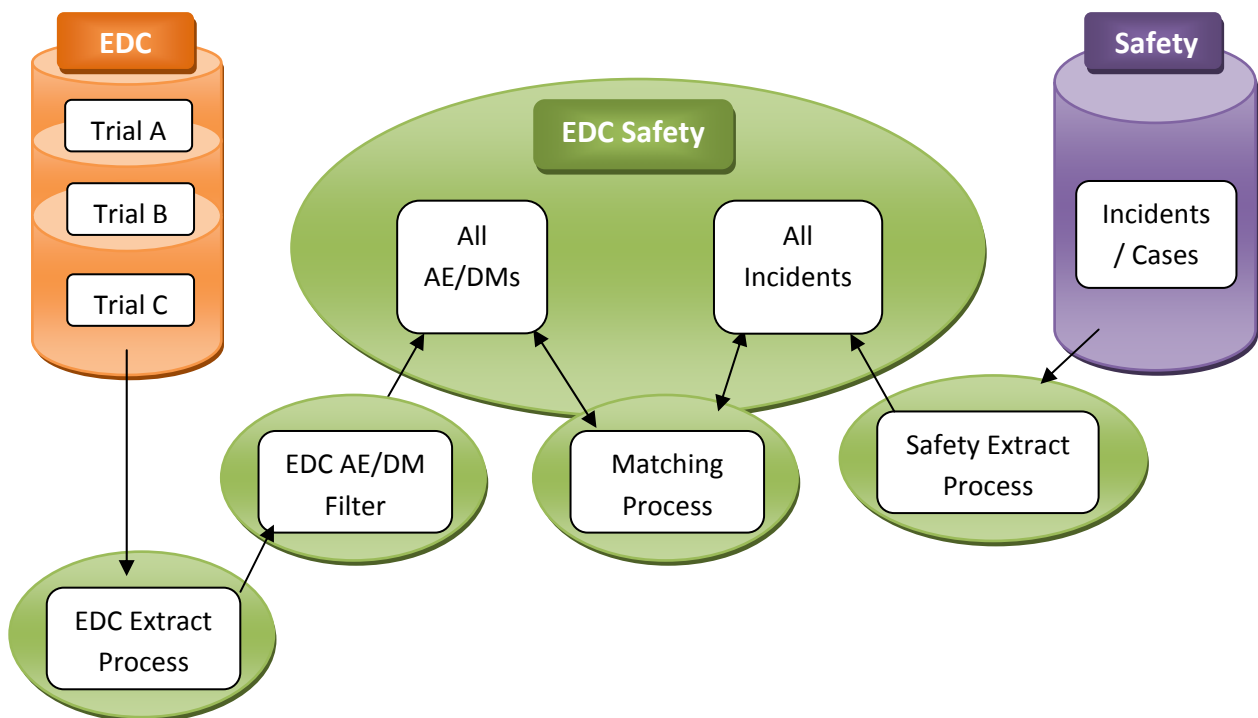 EDC
Trial A
Trial B
Trial C
EDC Safety
All
AE/DMs
All
Incidents
Safety
Incidents
/ Cases
EDC AE/DM
Filter
Matching
Process
Safety Extract
Process
EDC Extract
Process